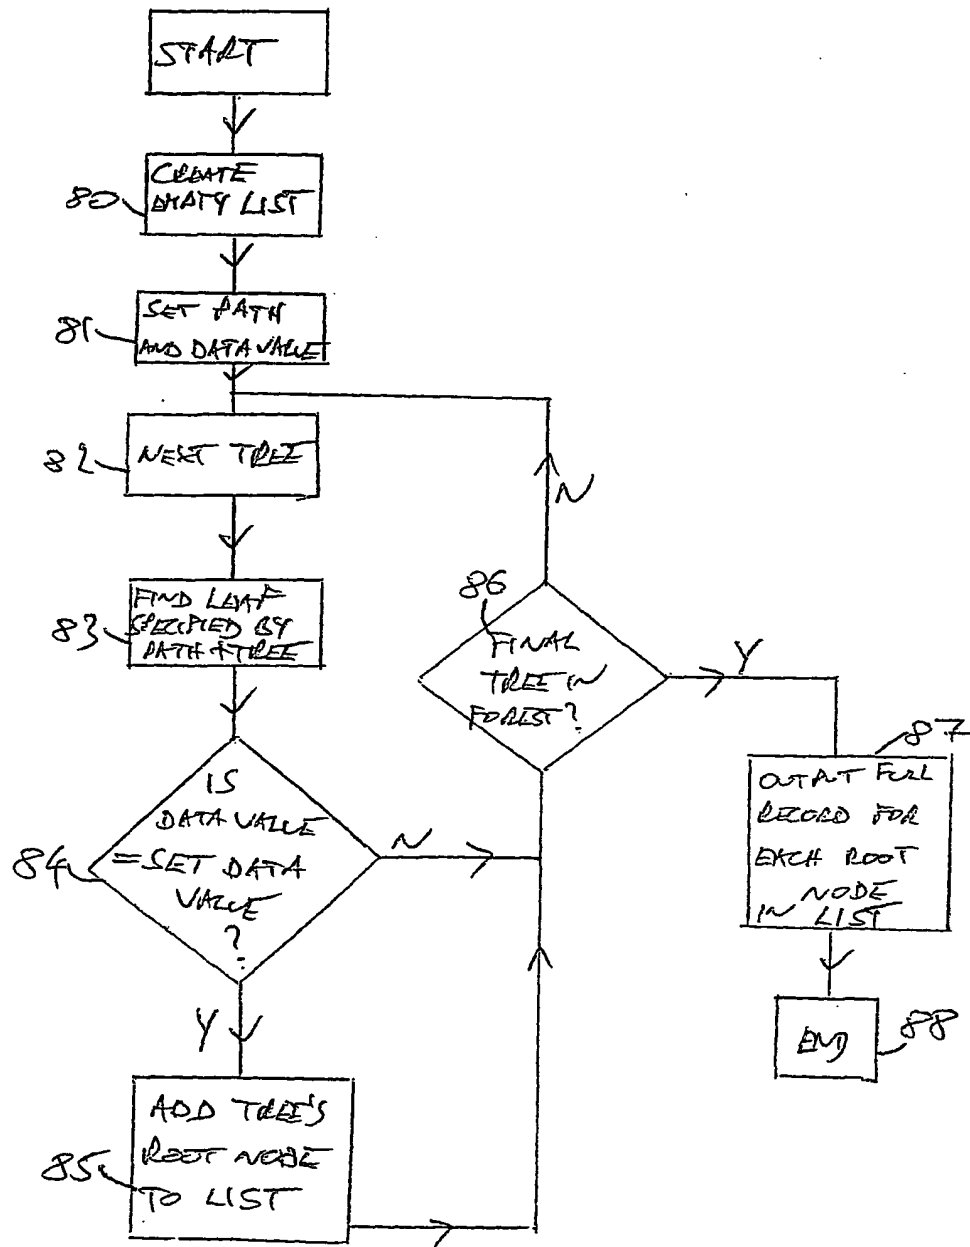 START
80
CREATE
EMPTY LIST
81
SET PATH
AND DATA VALUE
82
NEXT TREE
83
FIND LEAF
SPECIFIED BY
PATH + TREE
84
IS
DATA VALUE
= SET DATA
VALUE
?
N
Y
85
ADD TREE'S
ROOT NODE
TO LIST
86
FINAL
TREE IN
FOREST?
N
Y
87
OUTPUT FULL
RECORD FOR
EACH ROOT
NODE
IN LIST
END
88